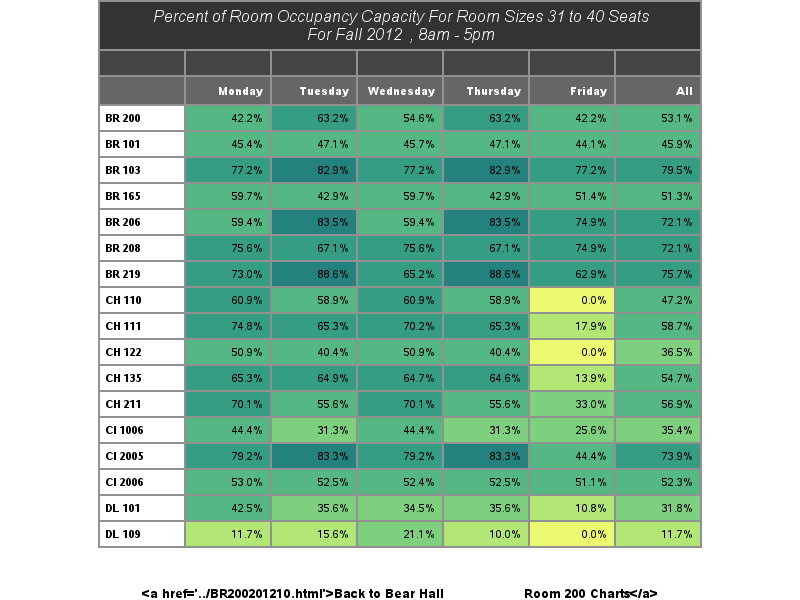 Percent of Room Occupancy Capacity For Room Sizes 31 to 40 Seats
For Fall 2012 , 8am - 5pm
Monday Tuesday Wednesday Thursday Friday All
BR 200 42.2% 63.2% 54.6% 63.2% 42.2% 53.1%
BR 101 45.4% 47.1% 45.7% 47.1% 44.1% 45.9%
BR 103 77.2% 82.9% 77.2% 82.9% 77.2% 79.5%
BR 165 59.7% 42.9% 59.7% 42.9% 51.4% 51.3%
BR 206 59.4% 83.5% 59.4% 83.5% 74.9% 72.1%
BR 208 75.6% 67.1% 75.6% 67.1% 74.9% 72.1%
BR 219 73.0% 88.6% 65.2% 88.6% 62.9% 75.7%
CH 110 60.9% 58.9% 60.9% 58.9% 0.0% 47.2%
CH 111 74.8% 65.3% 70.2% 65.3% 17.9% 58.7%
CH 122 50.9% 40.4% 50.9% 40.4% 0.0% 36.5%
CH 135 65.3% 64.9% 64.7% 64.6% 13.9% 54.7%
CH 211 70.1% 55.6% 70.1% 55.6% 33.0% 56.9%
CI 1006 44.4% 31.3% 44.4% 31.3% 25.6% 35.4%
CI 2005 79.2% 83.3% 79.2% 83.3% 44.4% 73.9%
CI 2006 53.0% 52.5% 52.4% 52.5% 51.1% 52.3%
DL 101 42.5% 35.6% 34.5% 35.6% 10.8% 31.8%
DL 109 11.7% 15.6% 21.1% 10.0% 0.0% 11.7%
<a href='../BR200201210.html'>Back to Bear Hall Room 200 Charts</a>